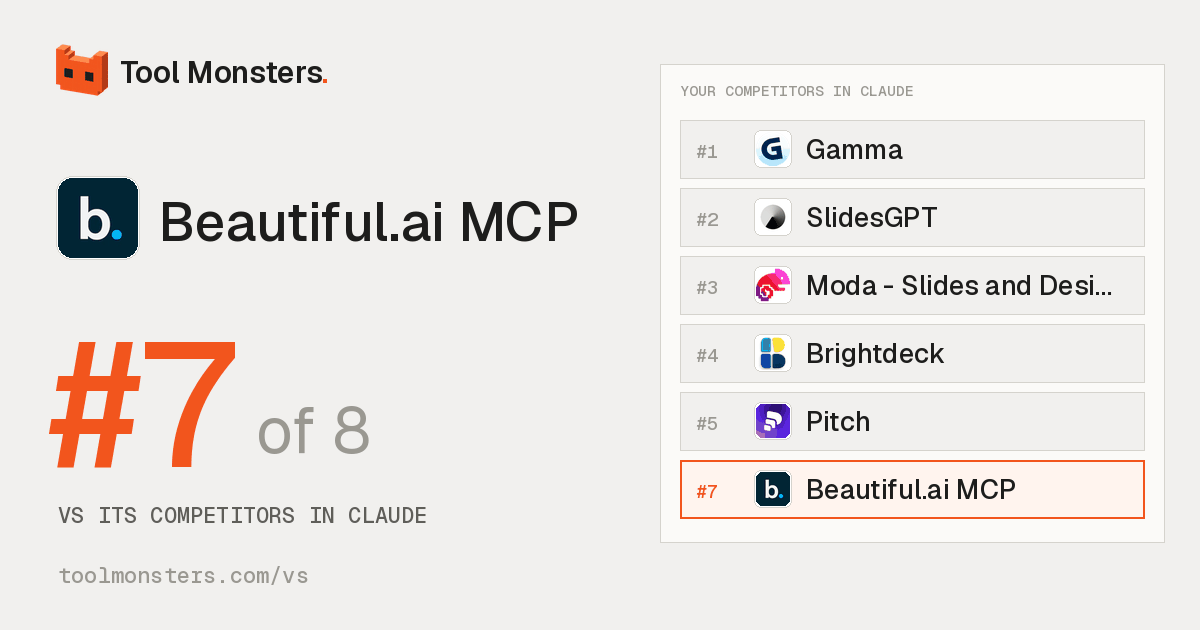 Tool Monsters.
b.
Beautiful.ai MCP
#7 of 8
VS ITS COMPETITORS IN CLAUDE
toolmonsters.com/vs
YOUR COMPETITORS IN CLAUDE
#1 G Gamma
#2 SlidesGPT
#3 Moda - Slides and Desi...
#4 Brightdeck
#5 Pitch
#7 b. Beautiful.ai MCP